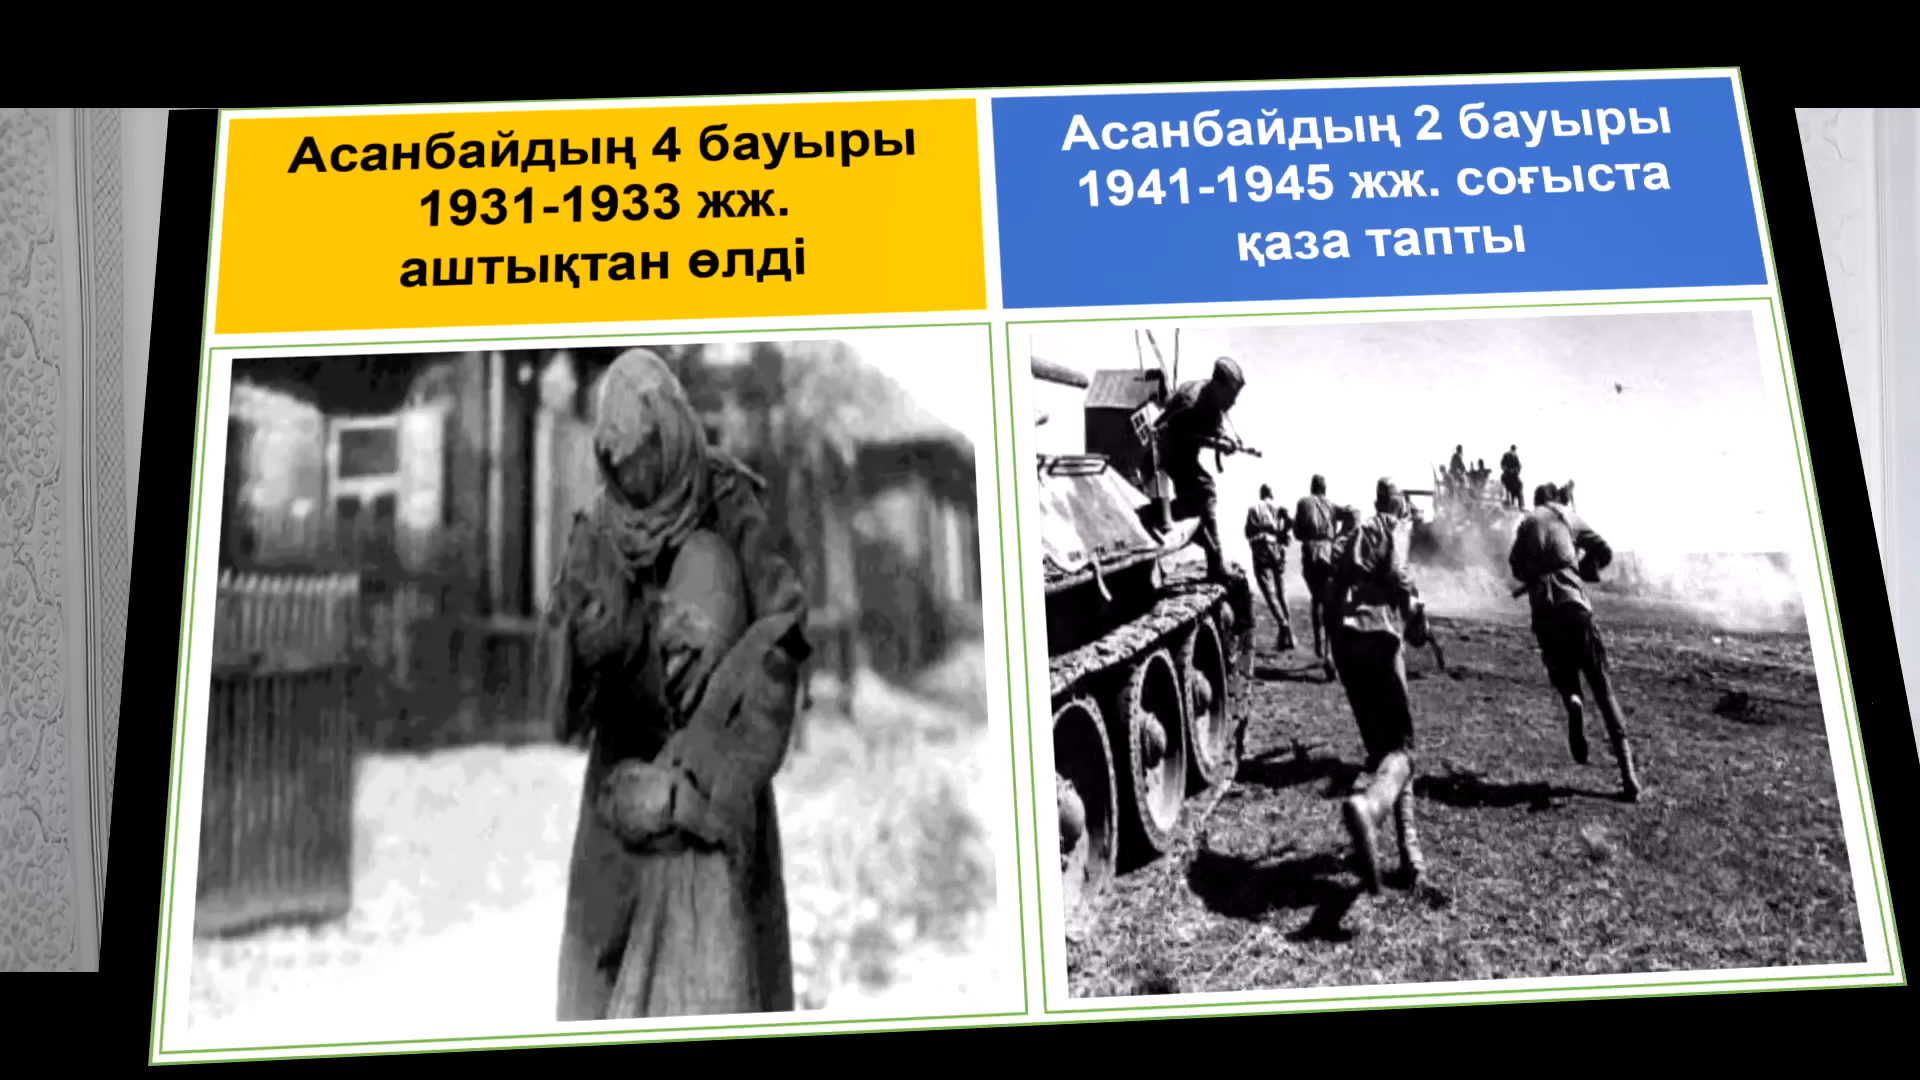 Асанбайдың 4 бауыры
1931-1933 жж.
аштықтан өлді
Асанбайдың 2 бауыры
1941-1945 жж. соғыста
қаза тапты